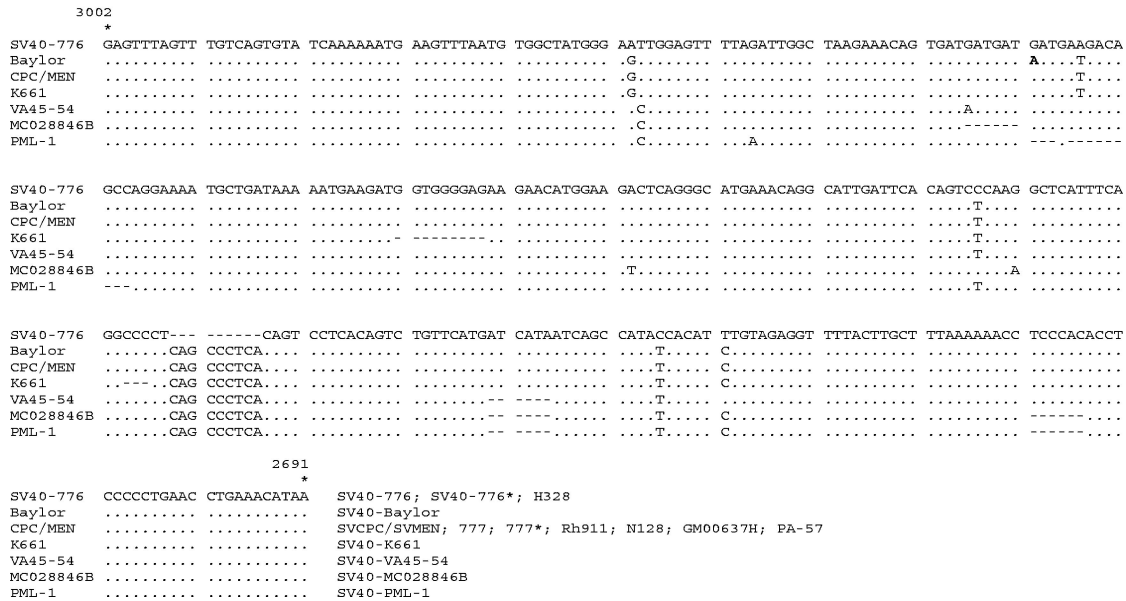 3002
*
SV40-776 GAGTTTAGTT TGTCAGTGTA TCAAAAAATG AAGTTTAATG TGGCTATGGG AATTGGAGTT TTAGATTGGC TAAGAAACAG TGATGATGAT GATGAAGACA
Baylor .......... .......... .......... .......... .......... .G........ .......... .......... .......... A....T....
CPC/MEN .......... .......... .......... .......... .......... .G........ .......... .......... .......... .....T....
K661 .......... .......... .......... .......... .......... .G........ .......... .......... .......... .....T....
VA45-54 .......... .......... .......... .......... .......... ..C....... .......... .......... ....A..... ..........
MC028846B .......... .......... .......... .......... .......... ..C....... .......... .......... ....------ ..........
PML-1 .......... .......... .......... .......... .......... ..C....... ...A...... .......... .......... ---.------
SV40-776 GCCAGGAAAA TGCTGATAAA AATGAAGATG GTGGGGAGAA GAACATGGAA GACTCAGGGC ATGAAACAGG CATTGATTCA CAGTCCCAAG GCTCATTTCA
Baylor .......... .......... .......... .......... .......... .......... .......... .......... .....T.... ..........
CPC/MEN .......... .......... .......... .......... .......... .......... .......... .......... .....T.... ..........
K661 .......... .......... .........- --------.. .......... .......... .......... .......... .....T.... ..........
VA45-54 .......... .......... .......... .......... .......... .......... .......... .......... .....T.... ..........
MC028846B .......... .......... .......... .......... .......... .T........ .......... .......... .........A ..........
PML-1 ---....... .......... .......... .......... .......... .......... .......... .......... .....T.... ..........
SV40-776 GGCCCCT--- ------CAGT CCTCACAGTC TGTTCATGAT CATAATCAGC CATACCACAT TTGTAGAGGT TTTACTTGCT TTAAAAAACC TCCCACACCT
Baylor .......CAG CCCTCA.... .......... .......... .......... ....T..... C......... .......... .......... ..........
CPC/MEN .......CAG CCCTCA.... .......... .......... .......... ....T..... C......... .......... .......... ..........
K661 ..---..CAG CCCTCA.... .......... .......... .......... ....T..... C......... .......... .......... ..........
VA45-54 .......CAG CCCTCA.... .......... ........-- ----...... ....T..... .......... .......... .......... ..........
MC028846B .......CAG CCCTCA.... .......... ........-- ----...... ....T..... C......... .......... .......... ------....
PML-1 .......CAG CCCTCA.... .......... ........-- ----...... ....T..... C......... .......... .......... ------....
2691
*
SV40-776 CCCCCTGAAC CTGAAACATAA SV40-776; SV40-776*; H328
Baylor .......... ........... SV40-Baylor
CPC/MEN .......... ........... SVCPC/SVMEN; 777; 777*; Rh911; N128; GM00637H; PA-57
K661 .......... ........... SV40-K661
VA45-54 .......... ........... SV40-VA45-54
MC028846B .......... ........... SV40-MC028846B
PML-1 .......... ........... SV40-PML-1